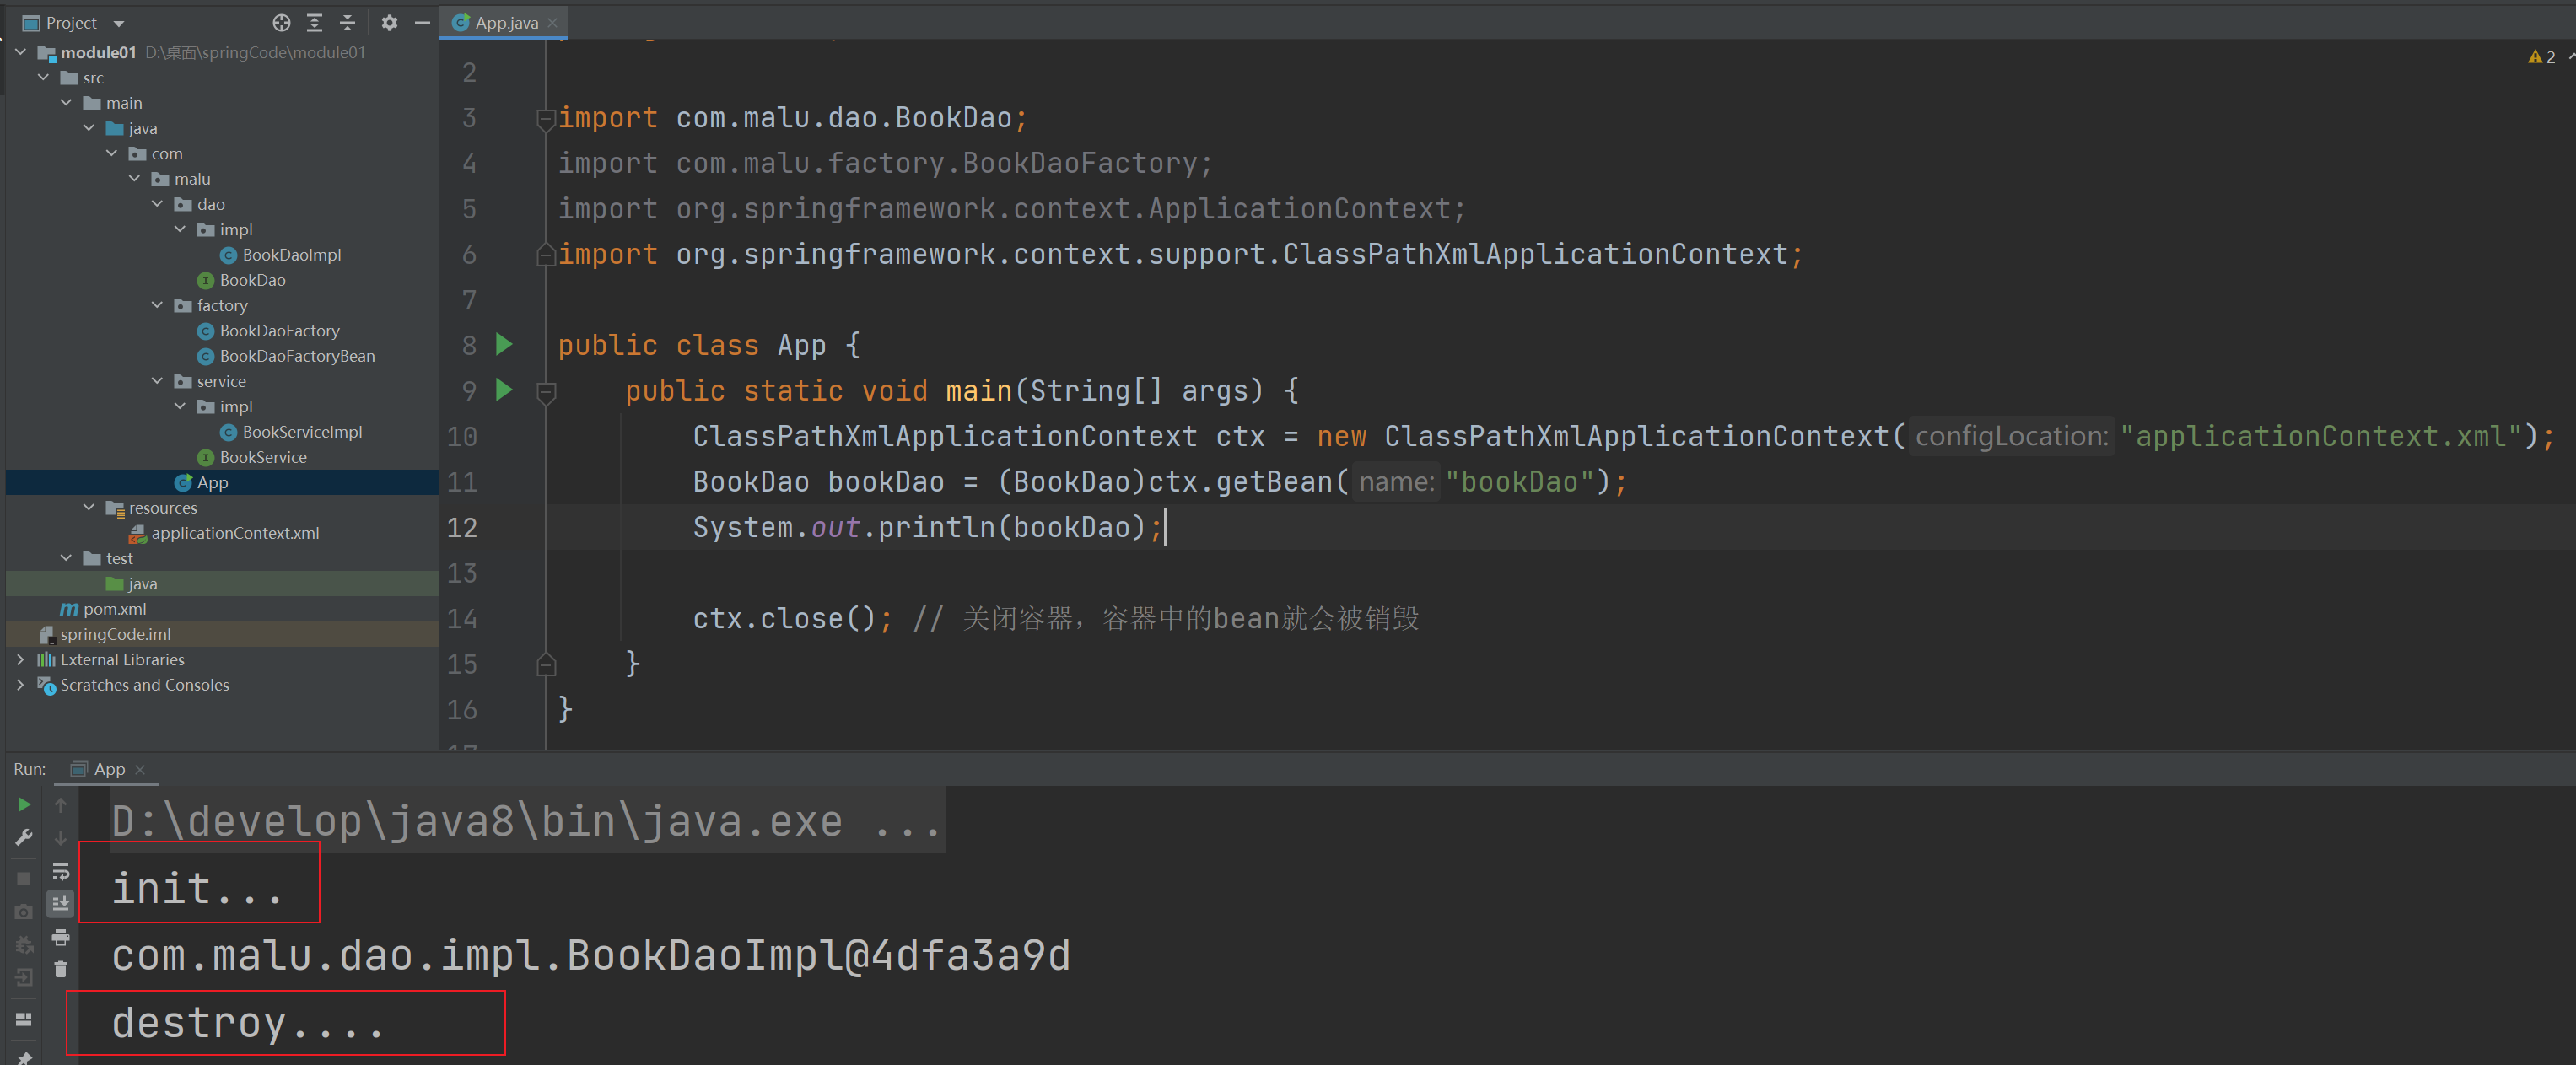 Project
module01 D:\桌面\springCode\module01
src
main
java
com
malu
dao
impl
BookDaoImpl
BookDao
factory
BookDaoFactory
BookDaoFactoryBean
service
impl
BookServiceImpl
BookService
App
resources
applicationContext.xml
test
java
pom.xml
springCode.iml
External Libraries
Scratches and Consoles
App.java
2
2
3 import com.malu.dao.BookDao;
4 import com.malu.factory.BookDaoFactory;
5 import org.springframework.context.ApplicationContext;
6 import org.springframework.context.support.ClassPathXmlApplicationContext;
7
8 public class App {
9 public static void main(String[] args) {
10 ClassPathXmlApplicationContext ctx = new ClassPathXmlApplicationContext( configLocation: "applicationContext.xml");
11 BookDao bookDao = (BookDao)ctx.getBean( name: "bookDao");
12 System.out.println(bookDao);
13
14 ctx.close(); // 关闭容器，容器中的bean就会被销毁
15 }
16 }
17
Run: App
D:\develop\java8\bin\java.exe ...
init...
com.malu.dao.impl.BookDaoImpl@4dfa3a9d
destroy....